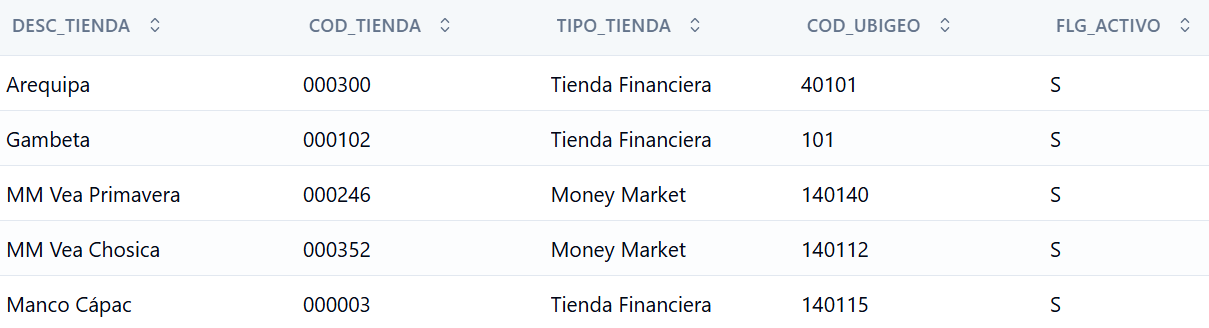 DESC_TIENDA COD_TIENDA TIPO_TIENDA COD_UBIGEO FLG_ACTIVO
Arequipa 000300 Tienda Financiera 40101 S
Gambeta 000102 Tienda Financiera 101 S
MM Vea Primavera 000246 Money Market 140140 S
MM Vea Chosica 000352 Money Market 140112 S
Manco Cápac 000003 Tienda Financiera 140115 S